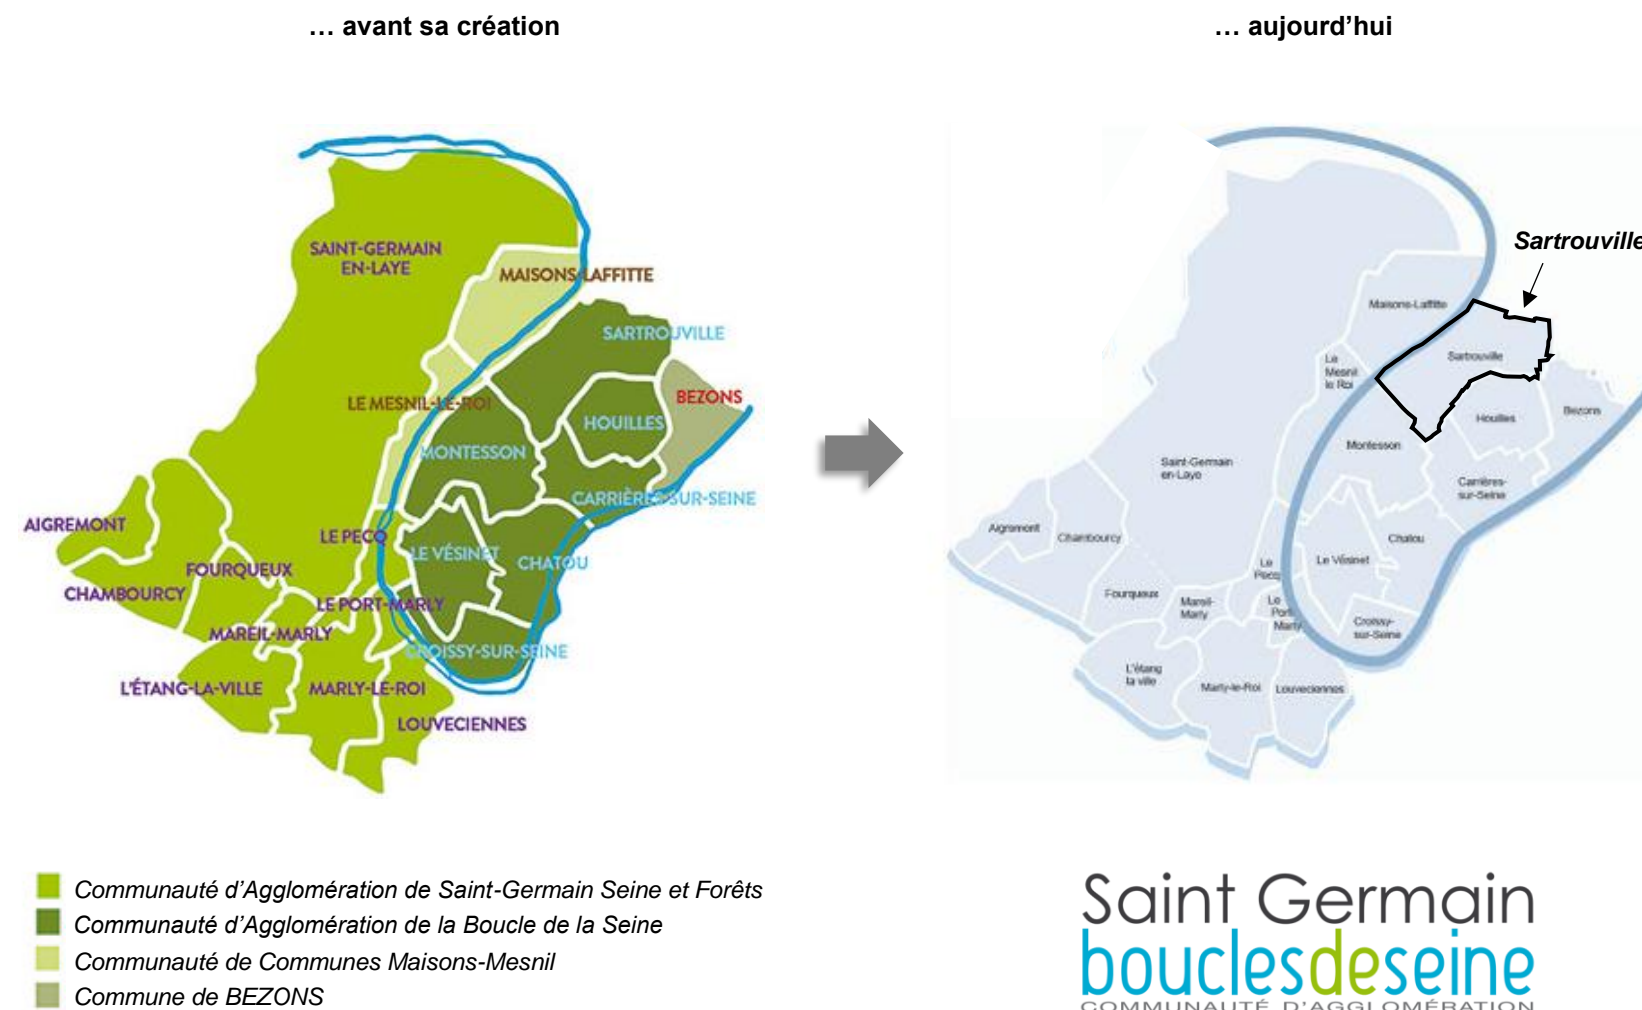 … avant sa création
… aujourd'hui
SAINT-GERMAIN
EN-LAYE
MAISONS-LAFFITTE
SARTROUVILLE
LE MESNIL-LE-ROI
BEZONS
HOUILLES
MONTESSON
CARRIÈRES-SUR-SEINE
AIGREMONT
LE PECQ
LE VÉSINET
CHATOU
FOURQUEUX
CHAMBOURCY
LE PORT-MARLY
MAREIL-MARLY
CROISSY-SUR-SEINE
L'ÉTANG-LA-VILLE
MARLY-LE-ROI
LOUVECIENNES
Sartrouville
Maisons-Laffitte
Sartrouville
Le
Mesnil
le Roi
Houilles
Bezons
Montesson
Saint-Germain
en-Laye
Carrières-
sur-Seine
Aigremont
Chambourcy
Chatou
Le Vésinet
Le
Pecq
Fourqueux
Mareil-
Marly
Le
Port
Marly
Croissy-
sur-Seine
L'étang
la ville
Marly-le-Roi
Louveciennes
Communauté d'Agglomération de Saint-Germain Seine et Forêts
Communauté d'Agglomération de la Boucle de la Seine
Communauté de Communes Maisons-Mesnil
Commune de BEZONS
Saint Germain
bouclesdeseine
COMMUNAUTÉ D'AGGLOMÉRATION